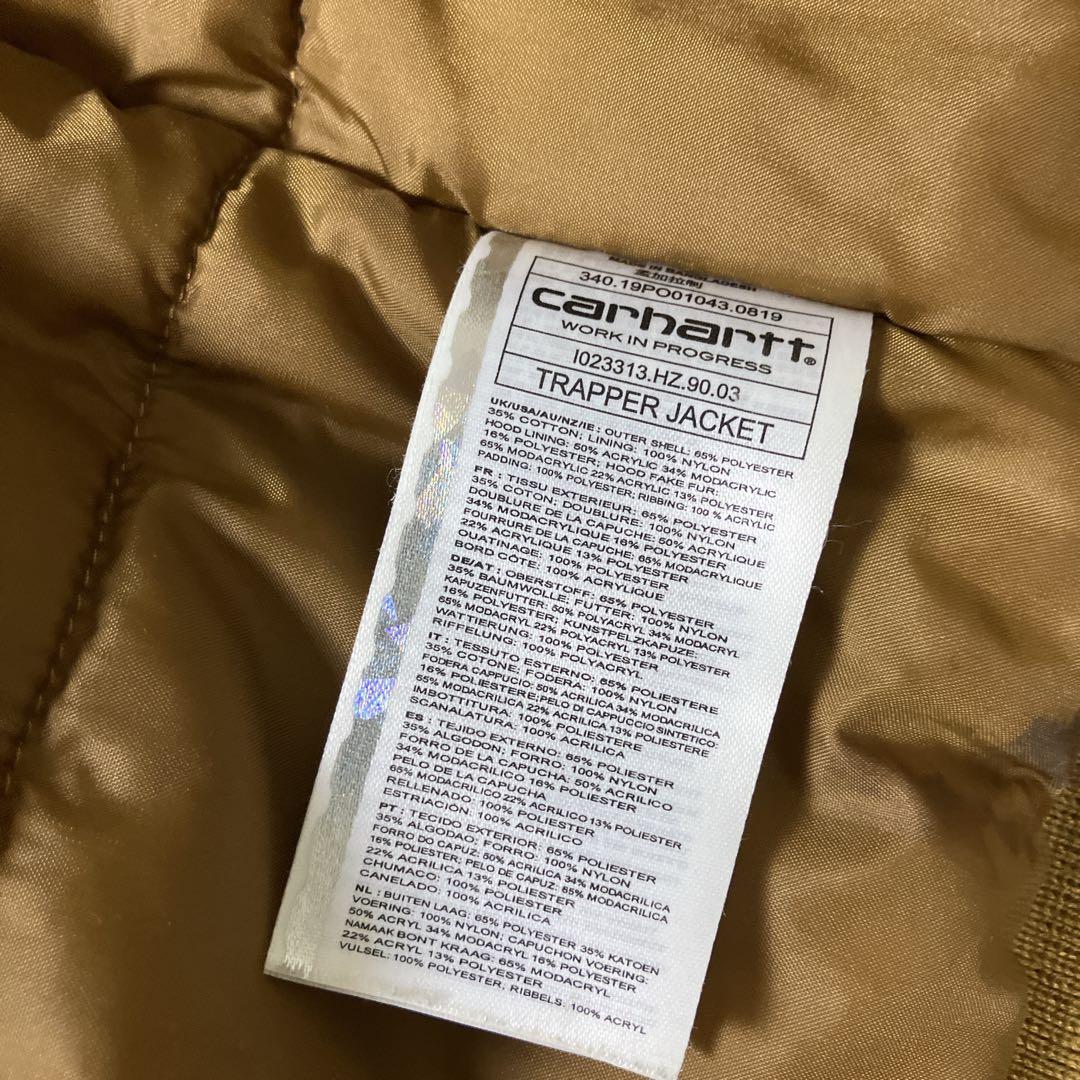 MADE IN BANGLADESH
孟加拉制
340.19PO01043.0819
carhartt®
WORK IN PROGRESS
I023313.HZ.90.03
TRAPPER JACKET
UK/USA/AU/NZ/IE: OUTER SHELL: 65% POLYESTER
35% COTTON; LINING: 100% NYLON
HOOD LINING: 50% ACRYLIC 34% MODACRYLIC
16% POLYESTER; HOOD FAKE FUR:
65% MODACRYLIC 22% ACRYLIC 13% POLYESTER
PADDING: 100% POLYESTER; RIBBING: 100 % ACRYLIC
FR : TISSU EXTERIEUR: 65% POLYESTER
35% COTON; DOUBLURE: 100% NYLON
DOUBLURE DE LA CAPUCHE: 50% ACRYLIQUE
34% MODACRYLIQUE 16% POLYESTER
FOURRURE DE LA CAPUCHE: 65% MODACRYLIQUE
22% ACRYLIQUE 13% POLYESTER
OUATINAGE: 100% POLYESTER
BORD CÔTE: 100% ACRYLIQUE
DE/AT: OBERSTOFF: 65% POLYESTER
35% BAUMWOLLE; FUTTER: 100% NYLON
KAPUZENFUTTER: 50% POLYACRYL 34% MODACRYL
16% POLYESTER; KUNSTPELZKAPUZE:
65% MODACRYL 22% POLYACRYL 13% POLYESTER
WATTIERUNG: 100% POLYESTER
RIFFELUNG: 100% POLYACRYL
IT : TESSUTO ESTERNO: 65% POLIESTERE
35% COTONE; FODERA: 100% NYLON
FODERA CAPPUCIO: 50% ACRILICA 34% MODACRILICA
16% POLIESTERE;PELO DI CAPPUCCIO SINTETICO:
65% MODACRILICA 22% ACRILICA 13% POLIESTERE
IMBOTTITURA: 100% POLIESTERE
SCANALATURA: 100% ACRILICA
ES : TEJIDO EXTERNO: 65% POLIESTER
35% ALGODON; FORRO: 100% NYLON
FORRO DE LA CAPUCHA: 50% ACRILICO
34% MODACRILICO 16% POLIESTER
PELO DE LA CAPUCHA
65% MODACRILICO 22% ACRILICO 13% POLIESTER
RELLENADO: 100% POLIESTER
ESTRIACIÓN: 100% ACRILICO
PT : TECIDO EXTERIOR: 65% POLIESTER
35% ALGODAO; FORRO: 100% NYLON
FORRO DO CAPUZ: 50% ACRILICA 34% MODACRILICA
16% POLIESTER; PELO DE CAPUZ: 65% MODACRILICA
22% ACRILICA 13% POLIESTER
CHUMACO: 100% POLIESTER
CANELADO: 100% ACRILICA
NL : BUITEN LAAG: 65% POLYESTER 35% KATOEN
VOERING: 100% NYLON; CAPUCHON VOERING:
50% ACRYL 34% MODACRYL 16% POLYESTER
NAMAAK BONT KRAAG: 65% MODACRYL
22% ACRYL 13% POLYESTER
VULSEL: 100% POLYESTER; RIBBELS: 100% ACRYL